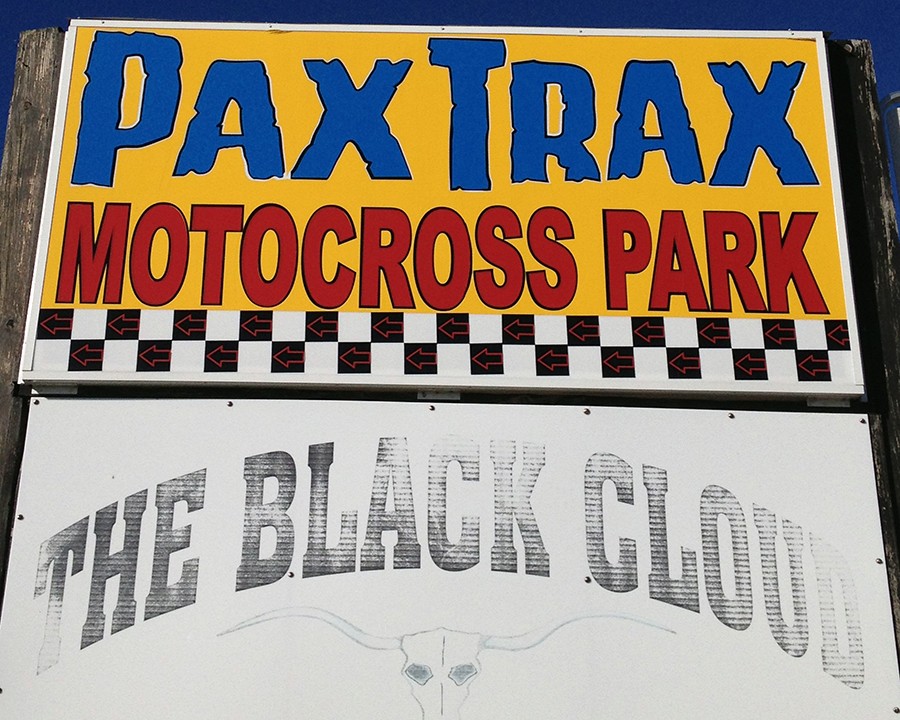 PAX TRAX
MOTOCROSS PARK
THE BLACK CLOUD